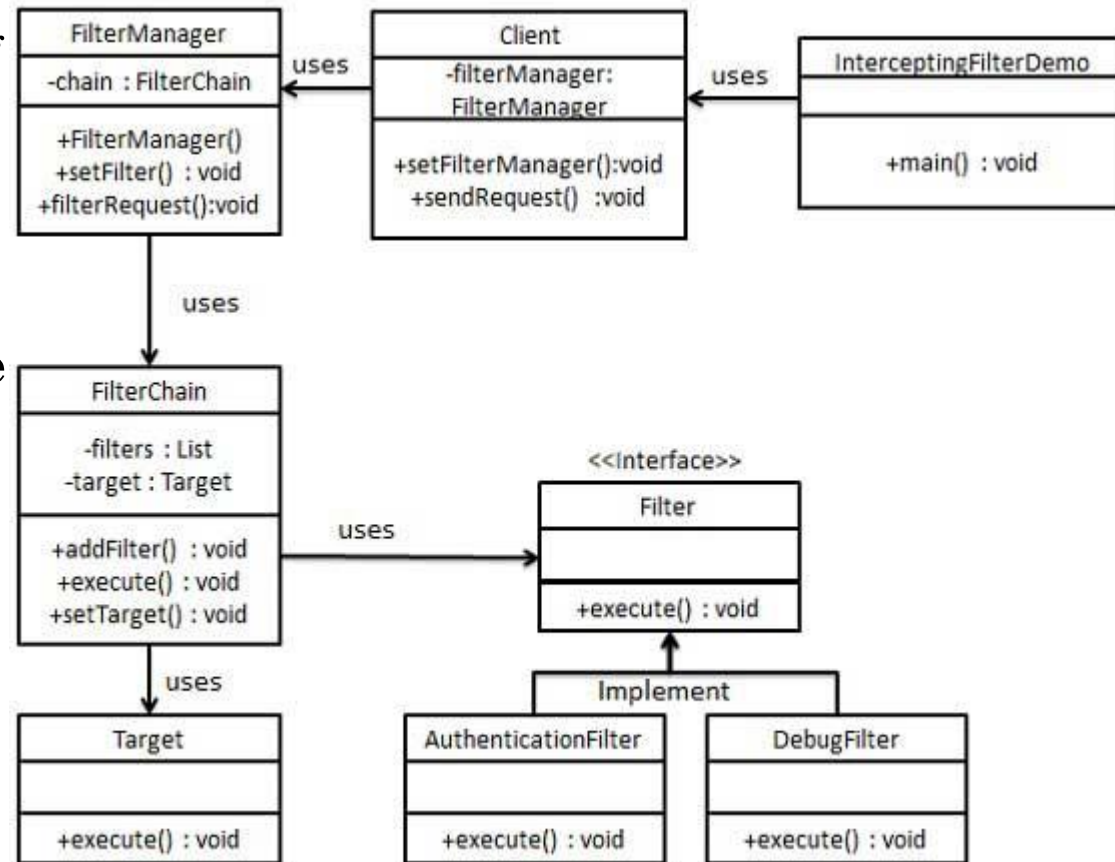 FilterManager
-chain : FilterChain
+FilterManager()
+setFilter() : void
+filterRequest():void
uses
Client
-filterManager:
FilterManager
+setFilterManager():void
+sendRequest() :void
uses
InterceptingFilterDemo
+main() : void
uses
FilterChain
-filters : List
-target : Target
+addFilter() : void
+execute() : void
+setTarget() : void
uses
<<Interface>>
Filter
+execute() : void
uses
Implement
Target
+execute() : void
AuthenticationFilter
+execute() : void
DebugFilter
+execute() : void